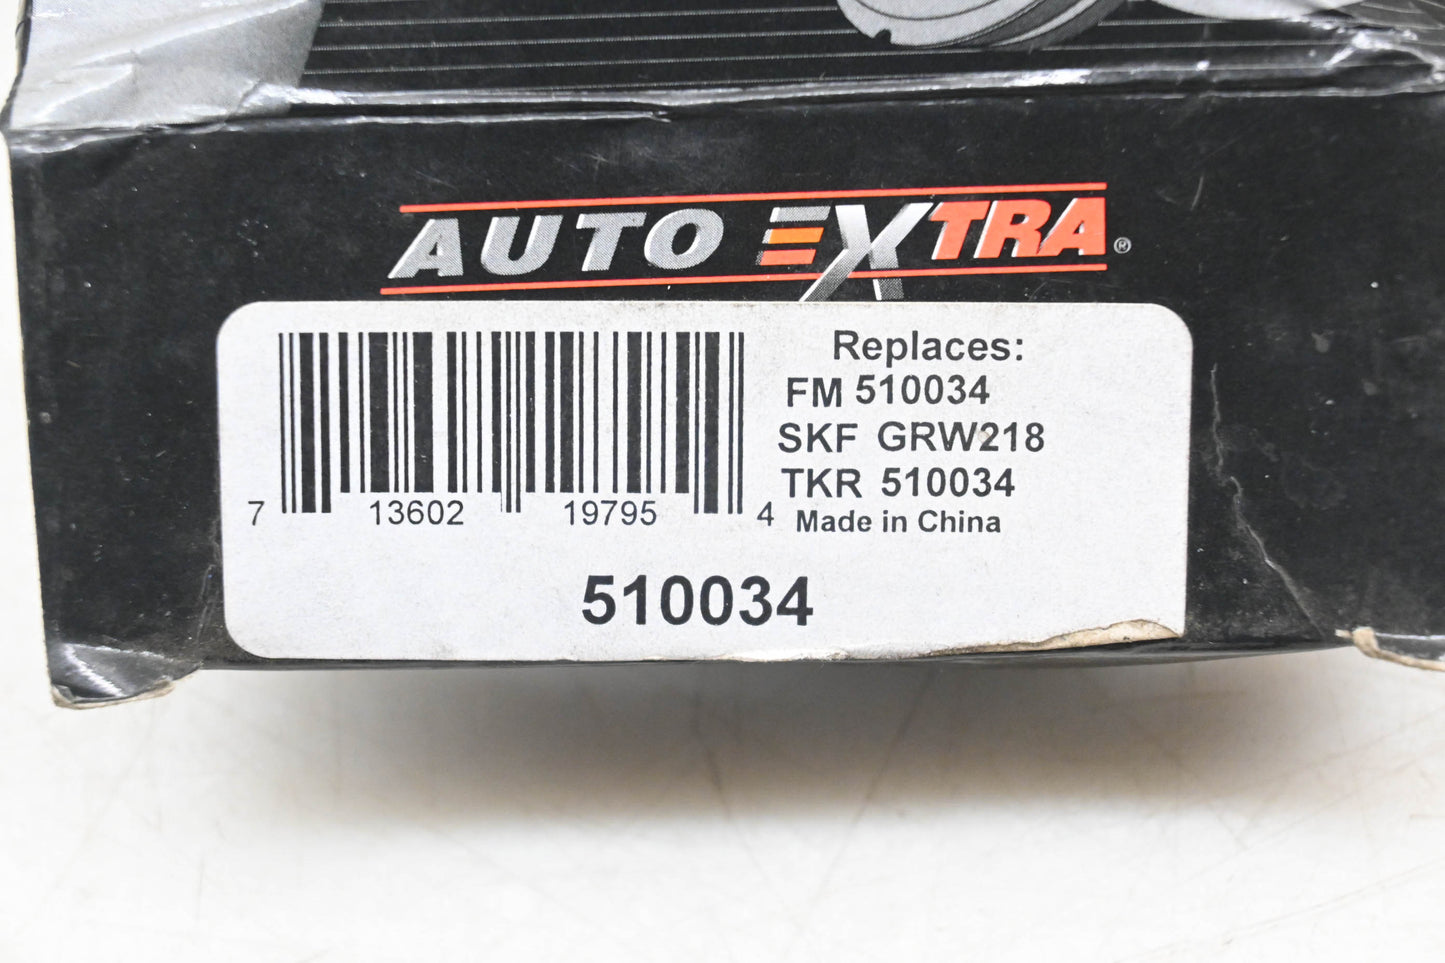 AUTO EXTRA®
Replaces:
FM 510034
SKF GRW218
TKR 510034
Made in China
7 13602 19795 4
510034